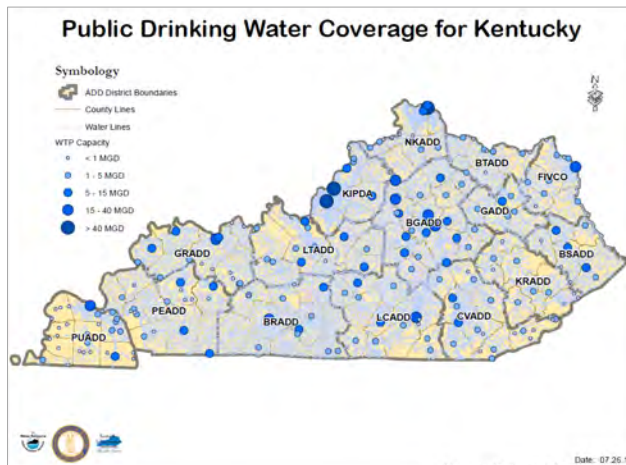 Public Drinking Water Coverage for Kentucky
Symbology
ADD District Boundaries
County Lines
Water Lines
WTP Capacity
< 1 MGD
1 - 5 MGD
5 - 15 MGD
15 - 40 MGD
> 40 MGD
N
NKADD
BTADD
FIVCO
KIPDA
BGADD
GADD
LTADD
BSADD
GRADD
KRADD
PEADD
BRADD
LCADD
CVADD
PUADD
Date: 07.26.1